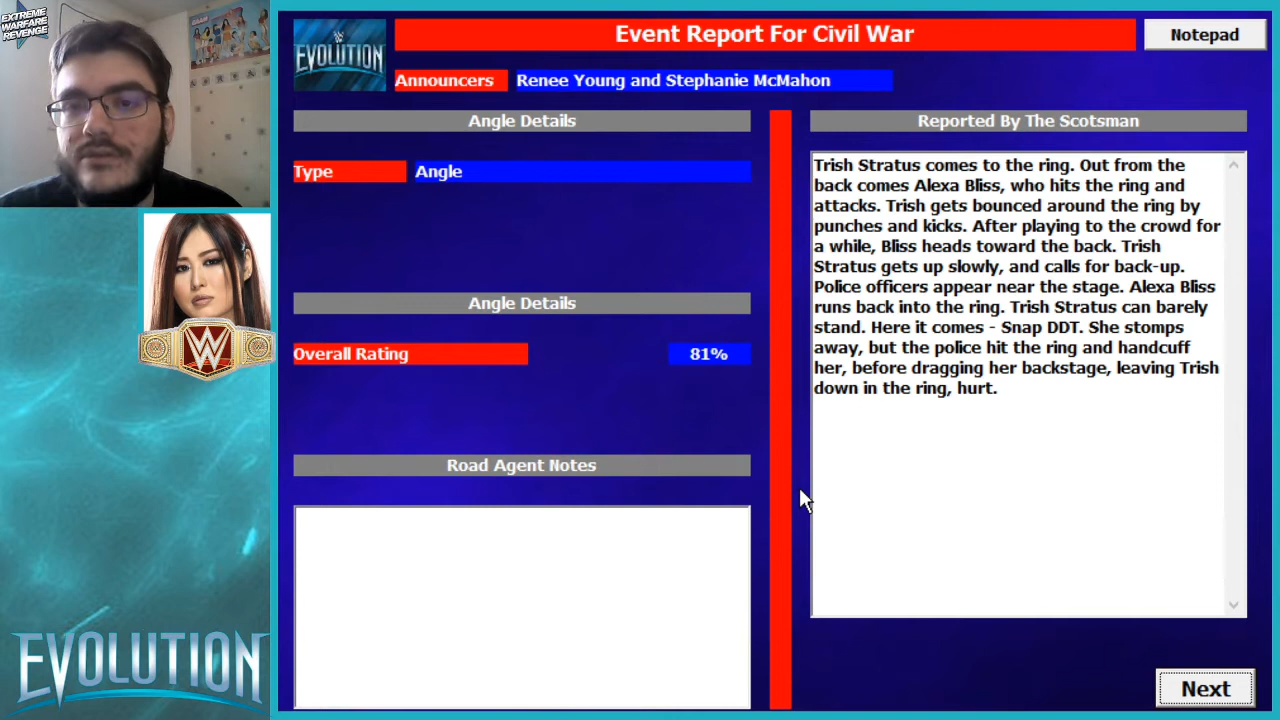 EXTREME
WARFARE
REVENGE
W
EVOLUTION
Event Report For Civil War
Notepad
Announcers
Renee Young and Stephanie McMahon
Angle Details
Type
Angle
Angle Details
Overall Rating
81%
Road Agent Notes
Reported By The Scotsman
Trish Stratus comes to the ring. Out from the
back comes Alexa Bliss, who hits the ring and
attacks. Trish gets bounced around the ring by
punches and kicks. After playing to the crowd for
a while, Bliss heads toward the back. Trish
Stratus gets up slowly, and calls for back-up.
Police officers appear near the stage. Alexa Bliss
runs back into the ring. Trish Stratus can barely
stand. Here it comes - Snap DDT. She stomps
away, but the police hit the ring and handcuff
her, before dragging her backstage, leaving Trish
down in the ring, hurt.
W
EVOLUTION
Next